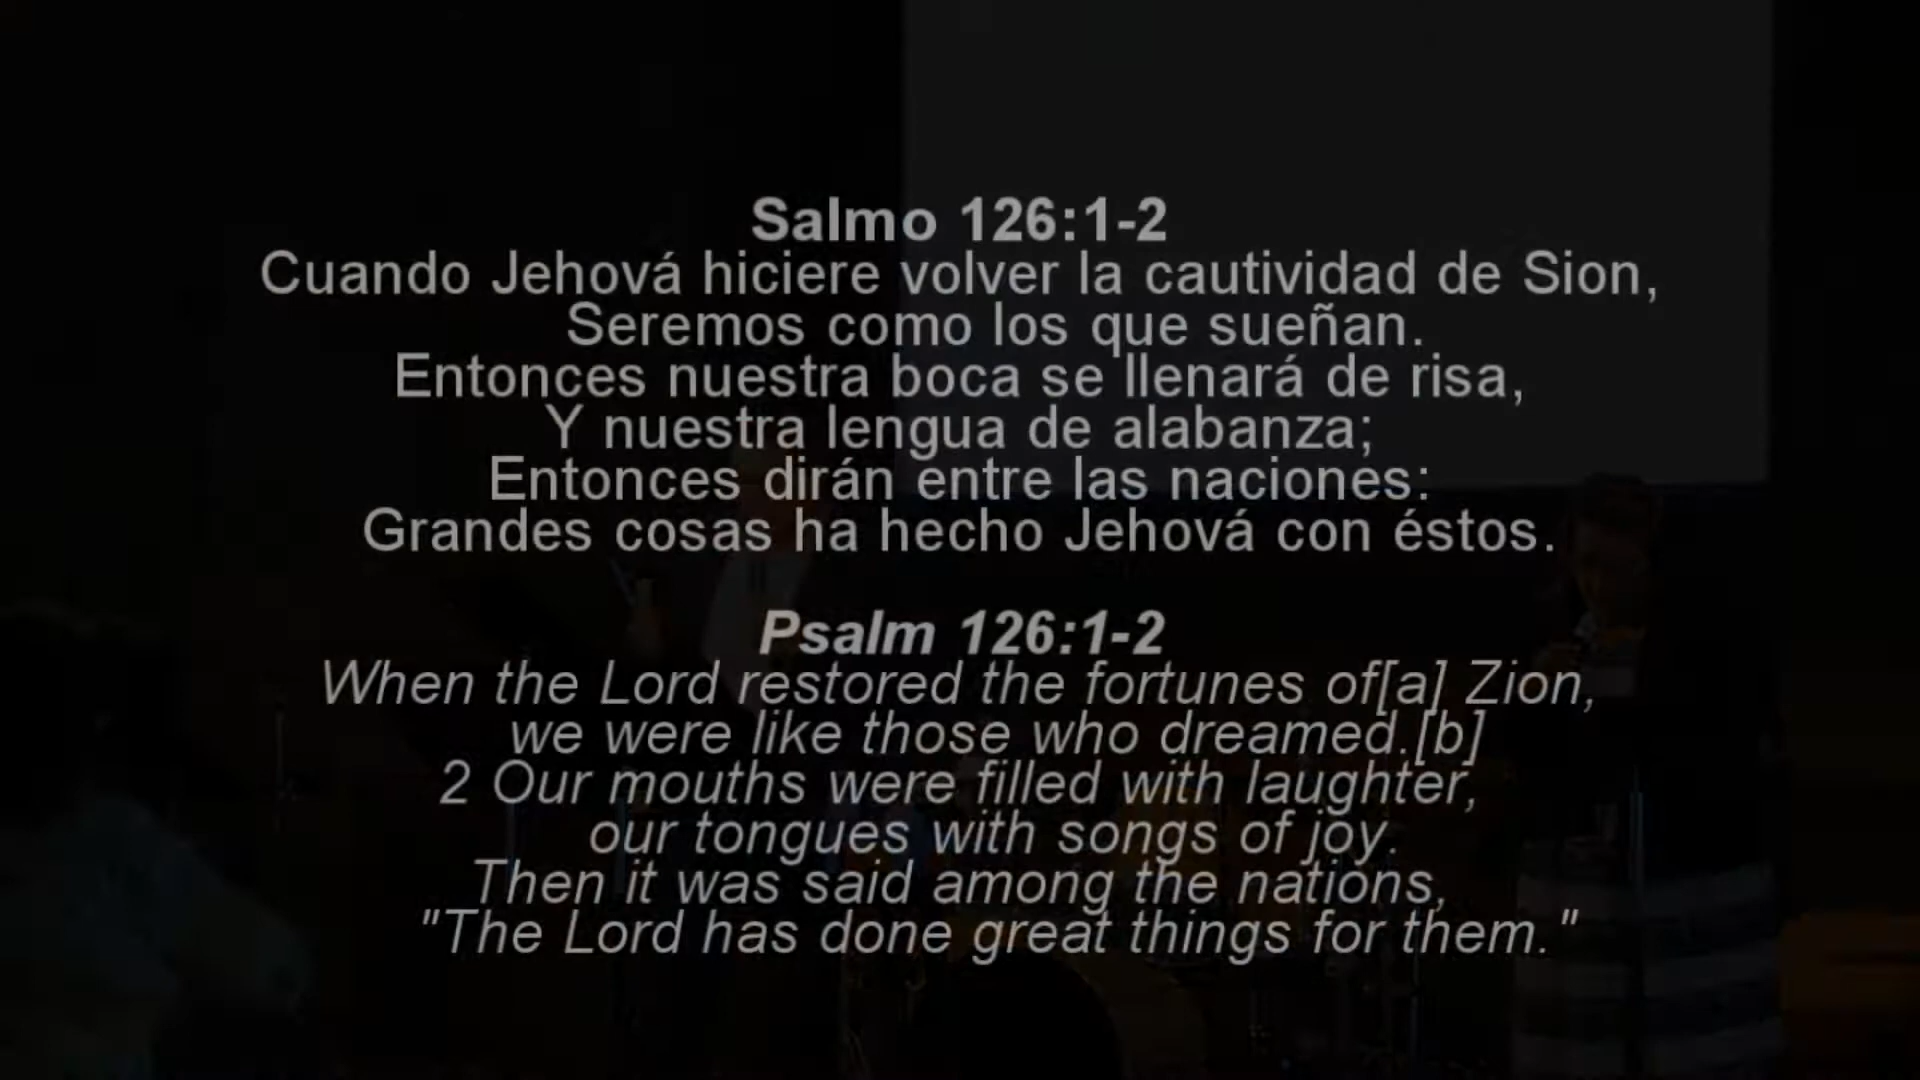 Salmo 126:1-2
Cuando Jehová hiciere volver la cautividad de Sion,
Seremos como los que sueñan.
Entonces nuestra boca se llenará de risa,
Y nuestra lengua de alabanza;
Entonces dirán entre las naciones:
Grandes cosas ha hecho Jehová con éstos.
Psalm 126:1-2
When the Lord restored the fortunes of[a] Zion,
we were like those who dreamed.[b]
2 Our mouths were filled with laughter,
our tongues with songs of joy.
Then it was said among the nations,
"The Lord has done great things for them."